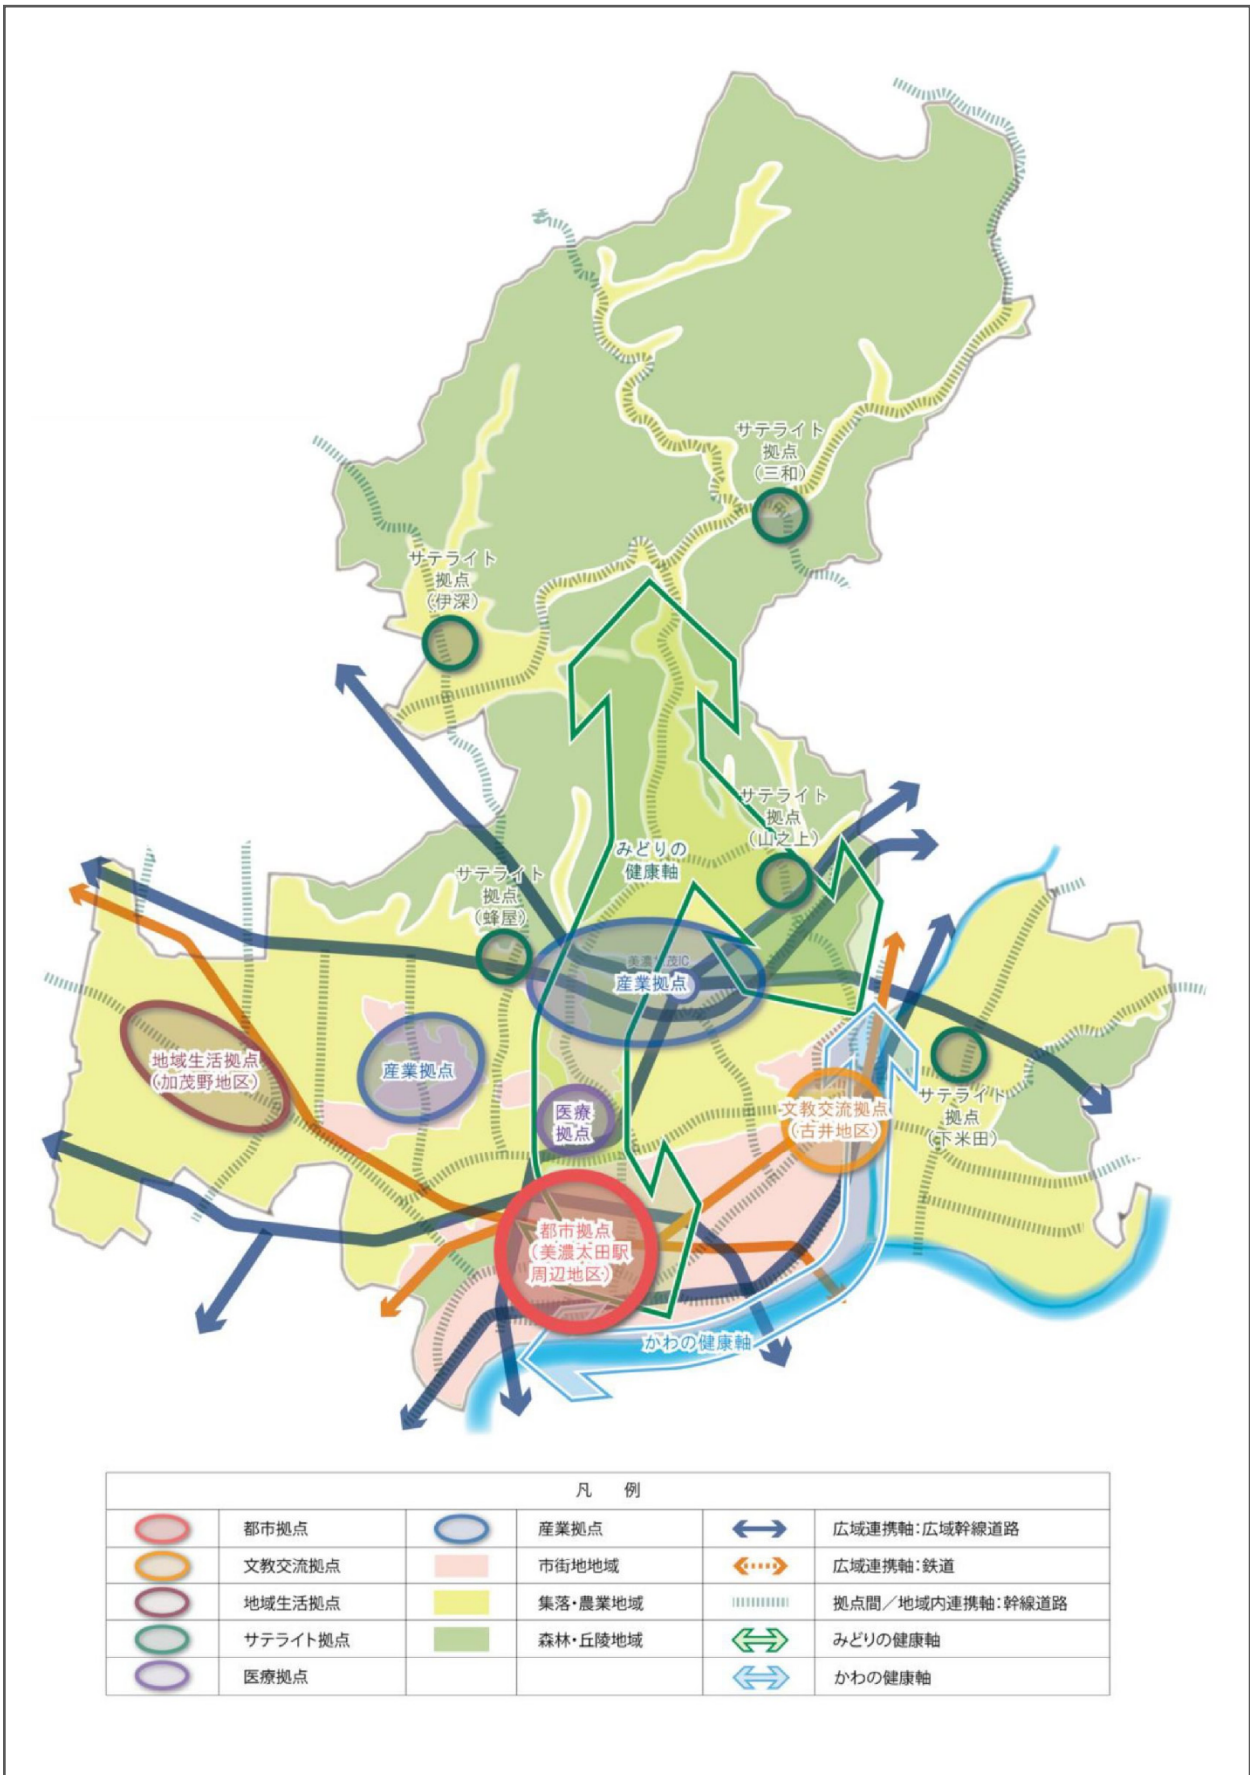 サテライト
拠点
(三和)
サテライト
拠点
(伊深)
サテライト
拠点
(山之上)
みどりの
健康軸
サテライト
拠点
(蜂屋)
美濃加茂IC
産業拠点
地域生活拠点
(加茂野地区)
産業拠点
医療
拠点
文教交流拠点
(古井地区)
サテライト
拠点
(下米田)
都市拠点
(美濃太田駅
周辺地区)
かわの健康軸
凡 例
都市拠点 産業拠点 広域連携軸:広域幹線道路
文教交流拠点 市街地地域 広域連携軸:鉄道
地域生活拠点 集落・農業地域 拠点間/地域内連携軸:幹線道路
サテライト拠点 森林・丘陵地域 みどりの健康軸
医療拠点 かわの健康軸